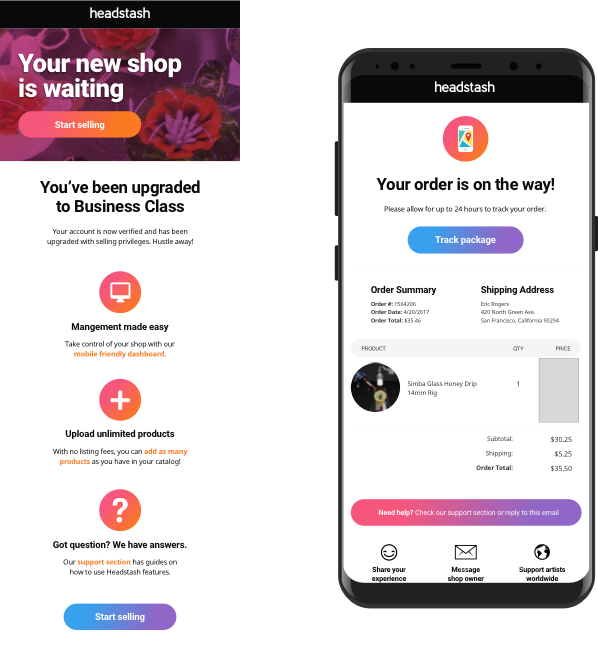 headstash
Your new shop
is waiting
Start selling
You've been upgraded
to Business Class
Your account is now verified and has been
upgraded with selling privileges. Hustle away!
Mangement made easy
Take control of your shop with our
mobile friendly dashboard.
Upload unlimited products
With no listing fees, you can add as many
products as you have in your catalog!
?
Got question? We have answers.
Our support section has guides on
how to use Headstash features.
Start selling
headstash
Your order is on the way!
Please allow for up to 24 hours to track your order.
Track package
Order Summary
Order #: 1564206
Order Date: 4/20/2017
Order Total: $35.46
Shipping Address
Eric Rogers
420 North Green Ave.
San Francisco, California 90294
PRODUCT QTY PRICE
Simba Glass Honey Drip 1
14mm Rig
Subtotal: $30.25
Shipping: $5.25
Order Total: $35.50
Need help? Check our support section or reply to this email
Share your
experience
Message
shop owner
Support artists
worldwide